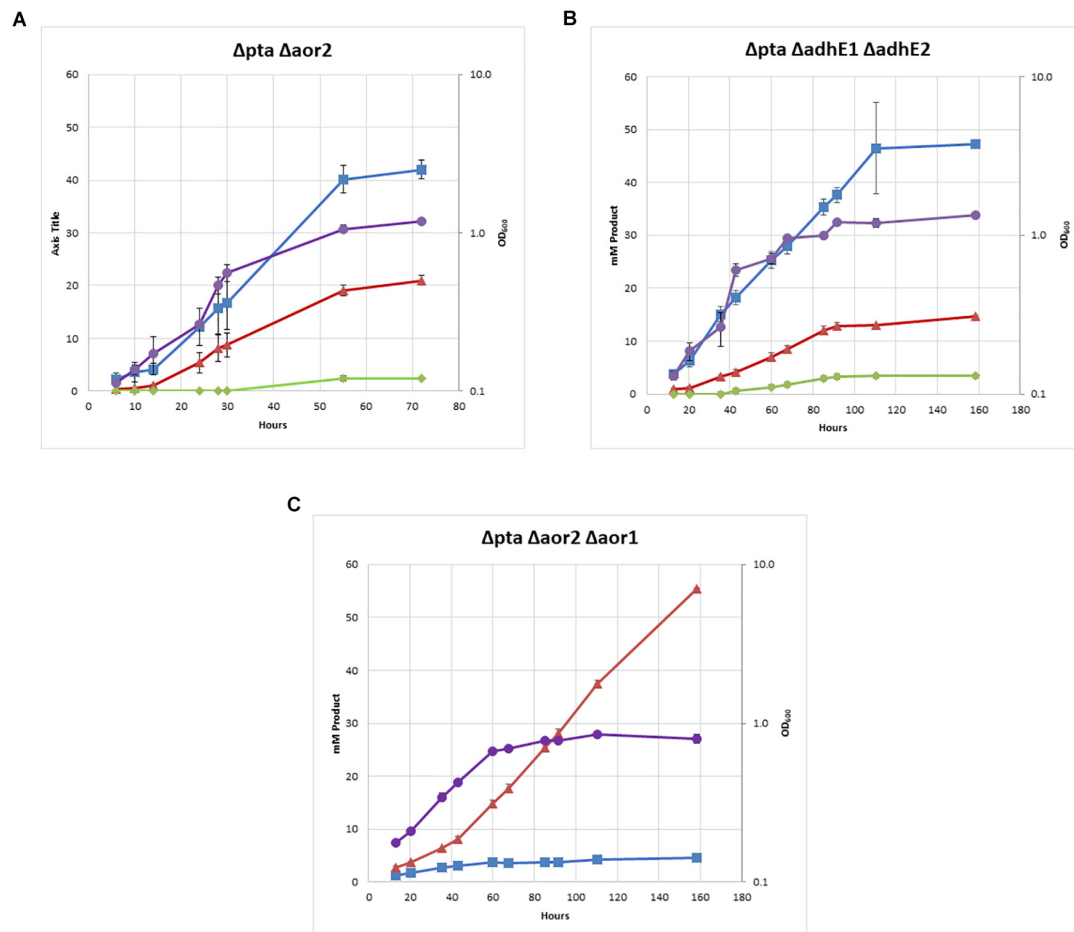 A
Δpta Δaor2
60
50
40
30
20
10
0
Axis Title
10.0
1.0
0.1
OD600
0 10 20 30 40 50 60 70 80
Hours
B
Δpta ΔadhE1 ΔadhE2
60
50
40
30
20
10
0
mM Product
10.0
1.0
0.1
OD600
0 20 40 60 80 100 120 140 160 180
Hours
C
Δpta Δaor2 Δaor1
60
50
40
30
20
10
0
mM Product
10.0
1.0
0.1
OD600
0 20 40 60 80 100 120 140 160 180
Hours